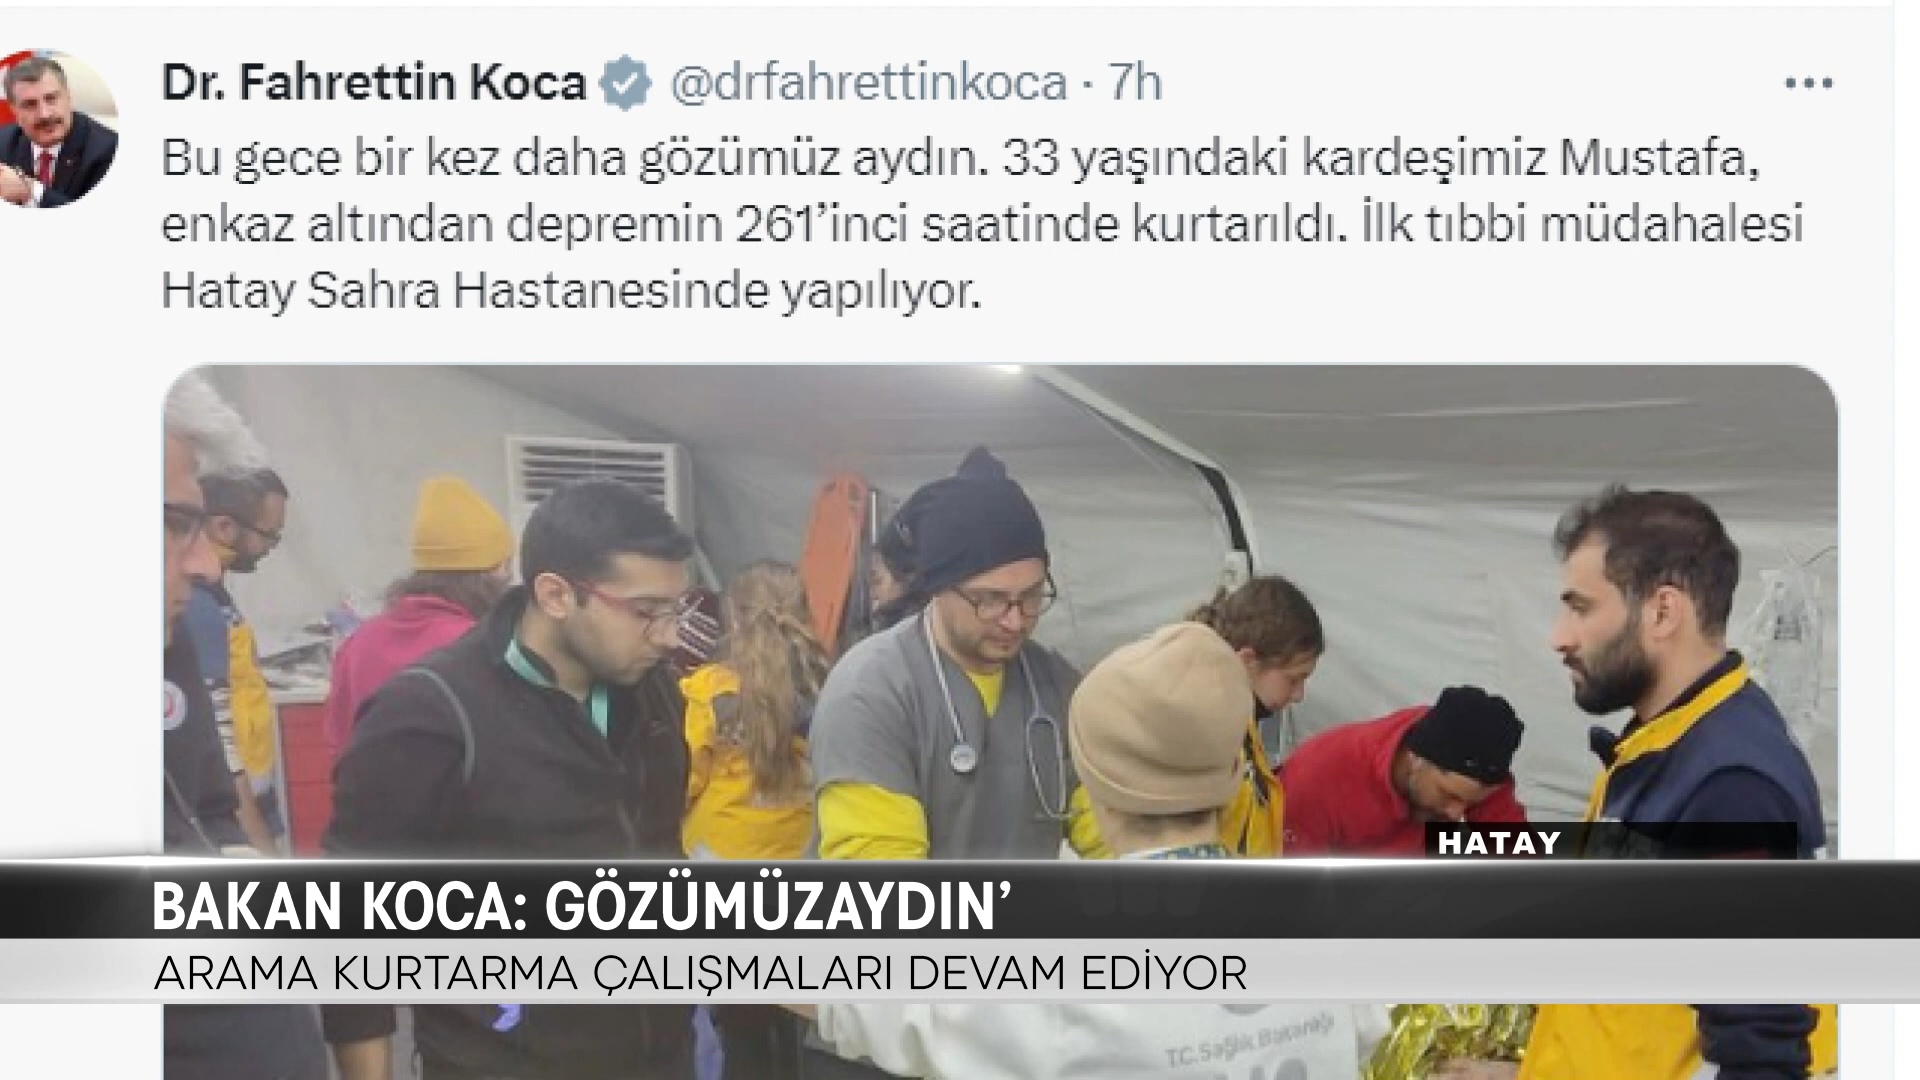 Dr. Fahrettin Koca @drfahrettinkoca · 7h
Bu gece bir kez daha gözümüz aydın. 33 yaşındaki kardeşimiz Mustafa,
enkaz altından depremin 261’inci saatinde kurtarıldı. İlk tıbbi müdahalesi
Hatay Sahra Hastanesinde yapılıyor.
HATAY
BAKAN KOCA: GÖZÜMÜZAYDIN’
ARAMA KURTARMA ÇALIŞMALARI DEVAM EDİYOR
T.C. Sağlık Bakanlığı